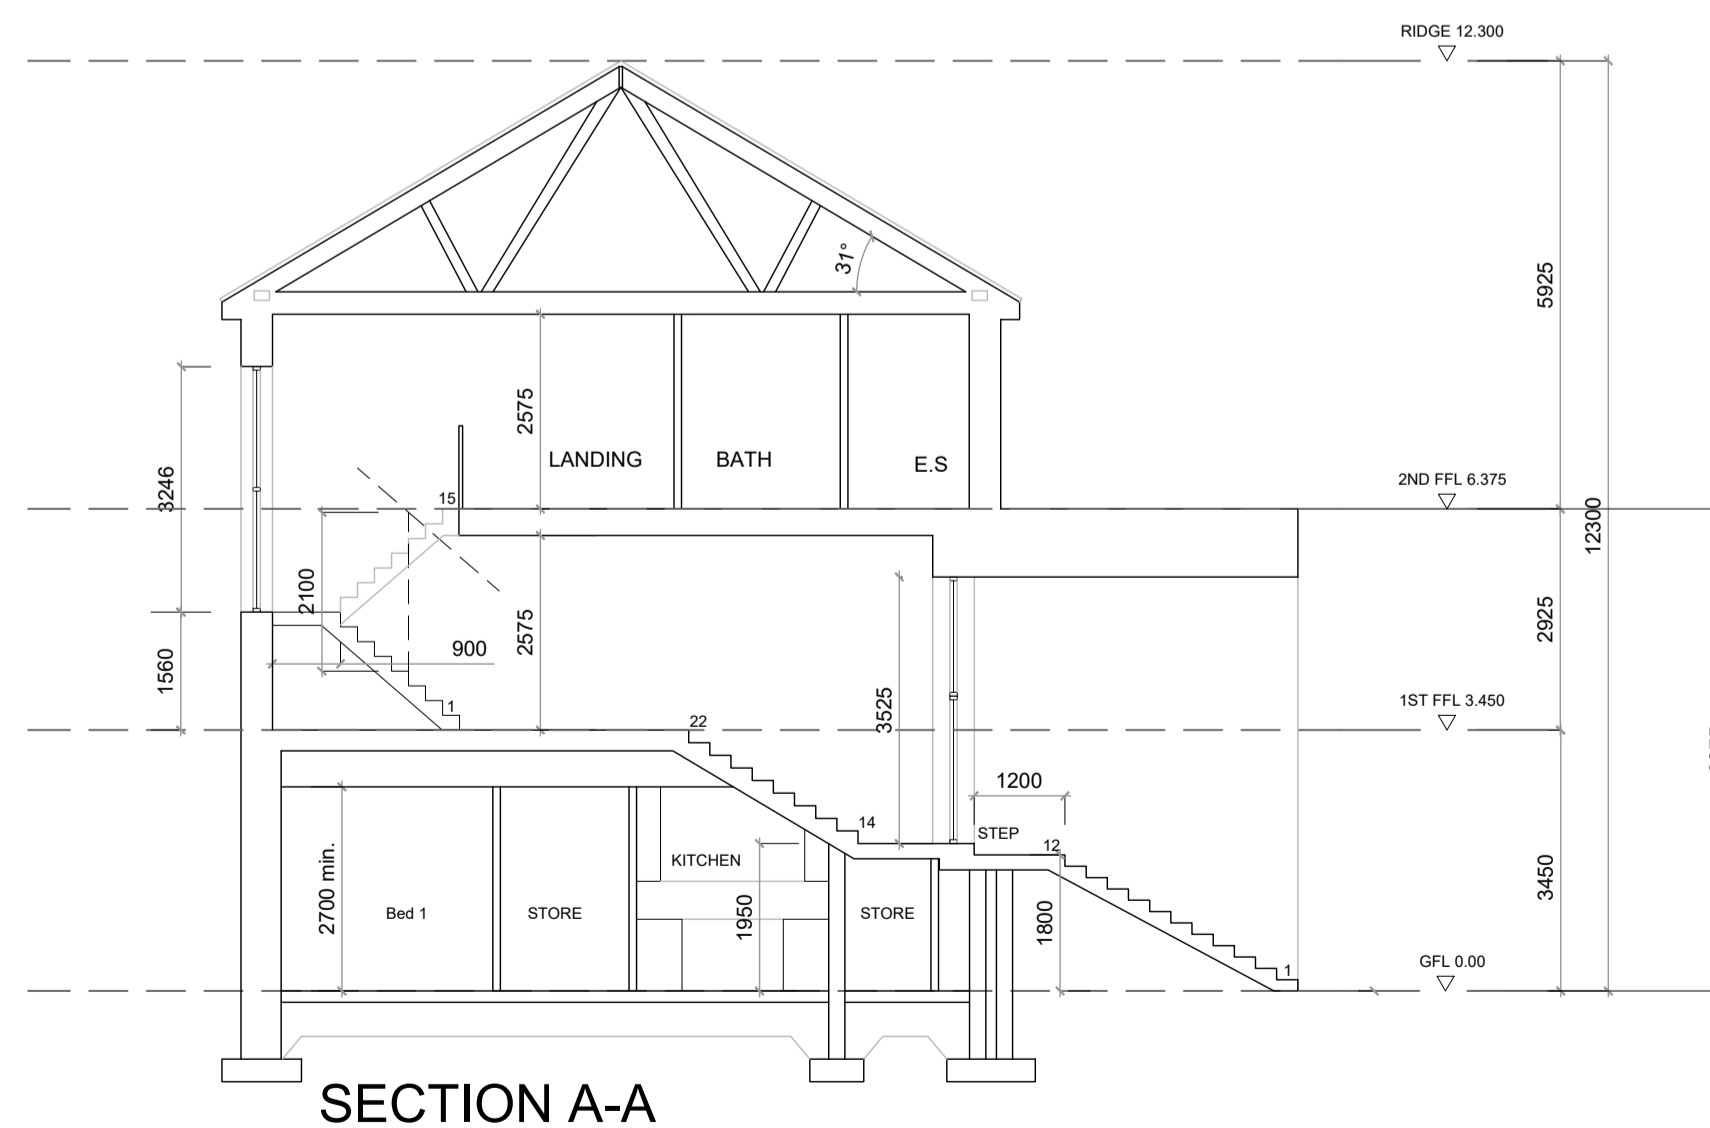 RIDGE 12.300
5925
31°
2575
3246
LANDING
BATH
E.S
2ND FFL 6.375
15
12300
2100
2575
2925
900
1560
1
3525
22
1ST FFL 3.450
1200
14
STEP
12
KITCHEN
2700 min.
3450
Bed 1
STORE
1950
STORE
1800
GFL 0.00
1
SECTION A-A